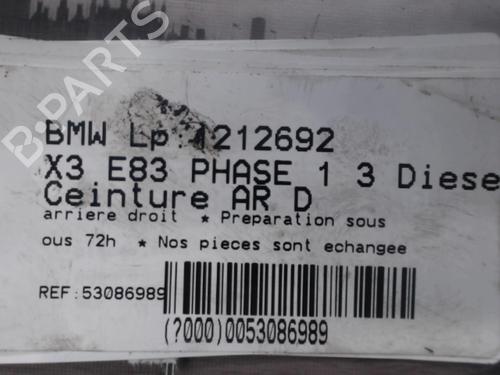 BMW Lp 1212692
X3 E83 PHASE 1 3 Diese
Ceinture AR D
arriere droit * Preparation sous
ous 72h * Nos pieces sont echangee
REF:53086989
(?000)0053086989
B-PARTS